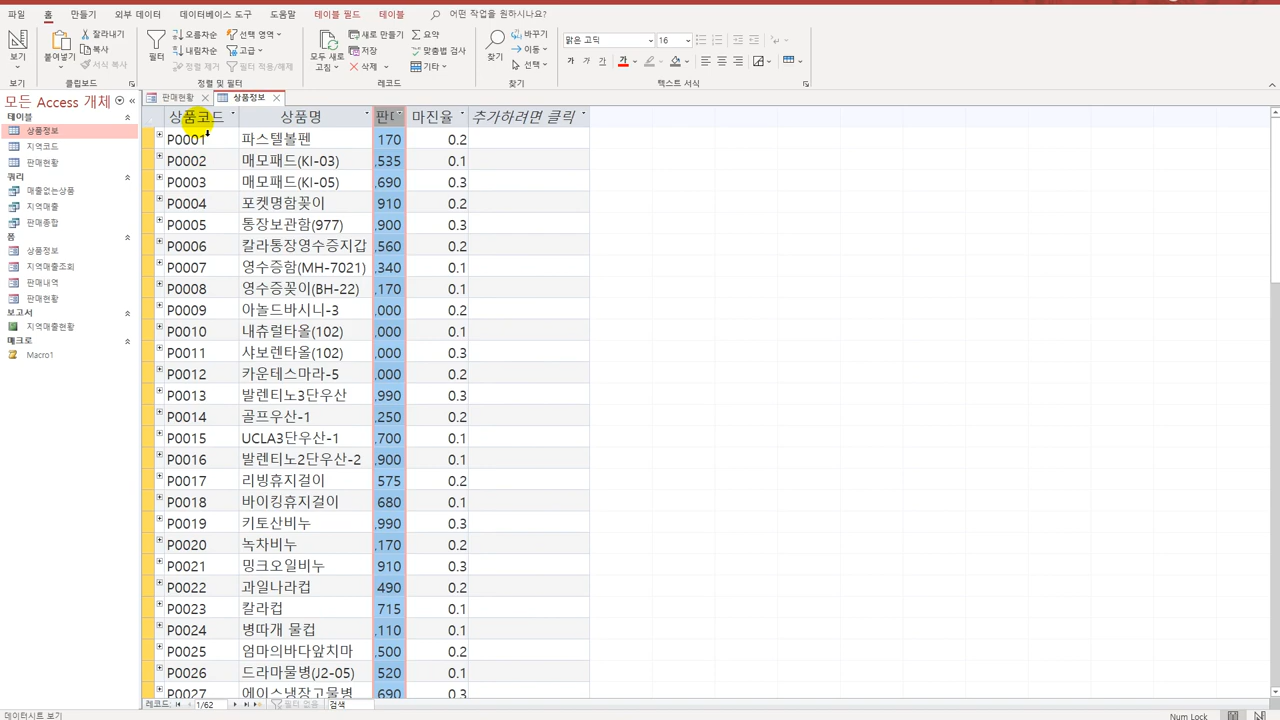 파일 홈 만들기 외부 데이터 데이터베이스 도구 도움말 테이블 필드 테이블 어떤 작업을 원하시나요?
잘라내기 오름차순 선택 영역 새로 만들기 요약 바꾸기 맑은 고딕 16
복사 내림차순 고급 저장 맞춤법 검사 이동
보기 붙여넣기 서식 복사 필터 정렬 제거 필터 적용/해제 모두 새로 고침 삭제 기타 찾기 선택 가 가 가 가
보기 클립보드 정렬 및 필터 레코드 찾기 텍스트 서식
모든 Access 개체 «
테이블
상품정보
지역코드
판매현황
쿼리
매출없는상품
지역매출
판매종합
폼
상품정보
지역매출조회
판매내역
판매현황
보고서
지역매출현황
매크로
Macro1
판매현황 상품정보
상품코드 상품명 판 마진율 추가하려면 클릭
P0001 파스텔볼펜 170 0.2
P0002 매모패드(KI-03) ,535 0.1
P0003 매모패드(KI-05) ,690 0.3
P0004 포켓명함꽂이 910 0.2
P0005 통장보관함(977) ,900 0.3
P0006 칼라통장영수증지갑 ,560 0.2
P0007 영수증함(MH-7021) ,340 0.1
P0008 영수증꽂이(BH-22) ,170 0.1
P0009 아놀드바시니-3 ,000 0.2
P0010 내츄럴타올(102) ,000 0.1
P0011 샤보렌타올(102) ,000 0.3
P0012 카운테스마라-5 ,000 0.2
P0013 발렌티노3단우산 ,990 0.3
P0014 골프우산-1 ,250 0.2
P0015 UCLA3단우산-1 ,700 0.1
P0016 발렌티노2단우산-2 ,900 0.1
P0017 리빙휴지걸이 575 0.2
P0018 바이킹휴지걸이 680 0.1
P0019 키토산비누 ,990 0.3
P0020 녹차비누 ,170 0.1
P0021 밍크오일비누 910 0.3
P0022 과일나라컵 490 0.2
P0023 칼라컵 715 0.1
P0024 병따개 물컵 ,110 0.1
P0025 엄마의바다앞치마 ,500 0.2
P0026 드라마물병(J2-05) 520 0.1
P0027 에이스냉장고물병 690 0.3
레코드: 1/62 필터 없음 검색
데이터시트 보기 Num Lock